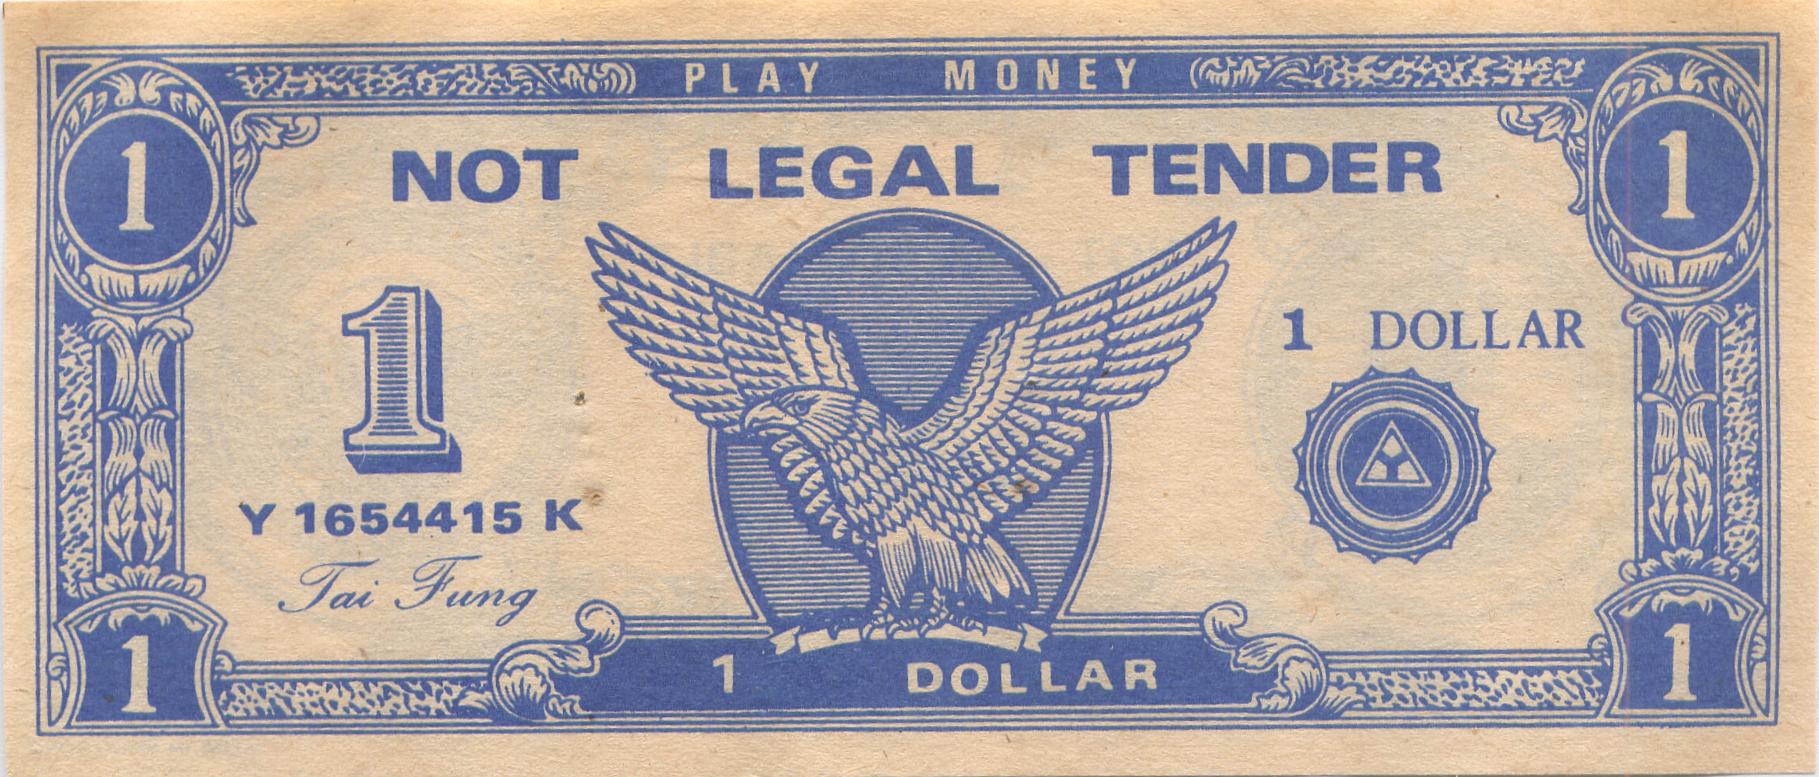 PLAY MONEY
1 1
NOT LEGAL TENDER
1
1 DOLLAR
Y 1654415 K
Tai Fung
1 1 DOLLAR 1